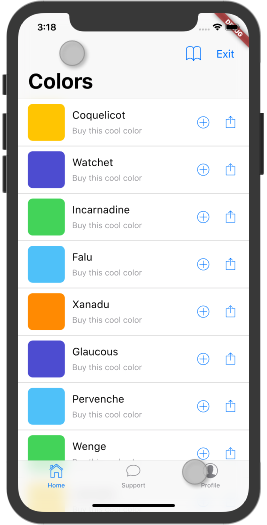 3:18
DEBUG
Exit
Colors
Coquelicot
Buy this cool color
Watchet
Buy this cool color
Incarnadine
Buy this cool color
Falu
Buy this cool color
Xanadu
Buy this cool color
Glaucous
Buy this cool color
Pervenche
Buy this cool color
Wenge
Home
Support
Profile